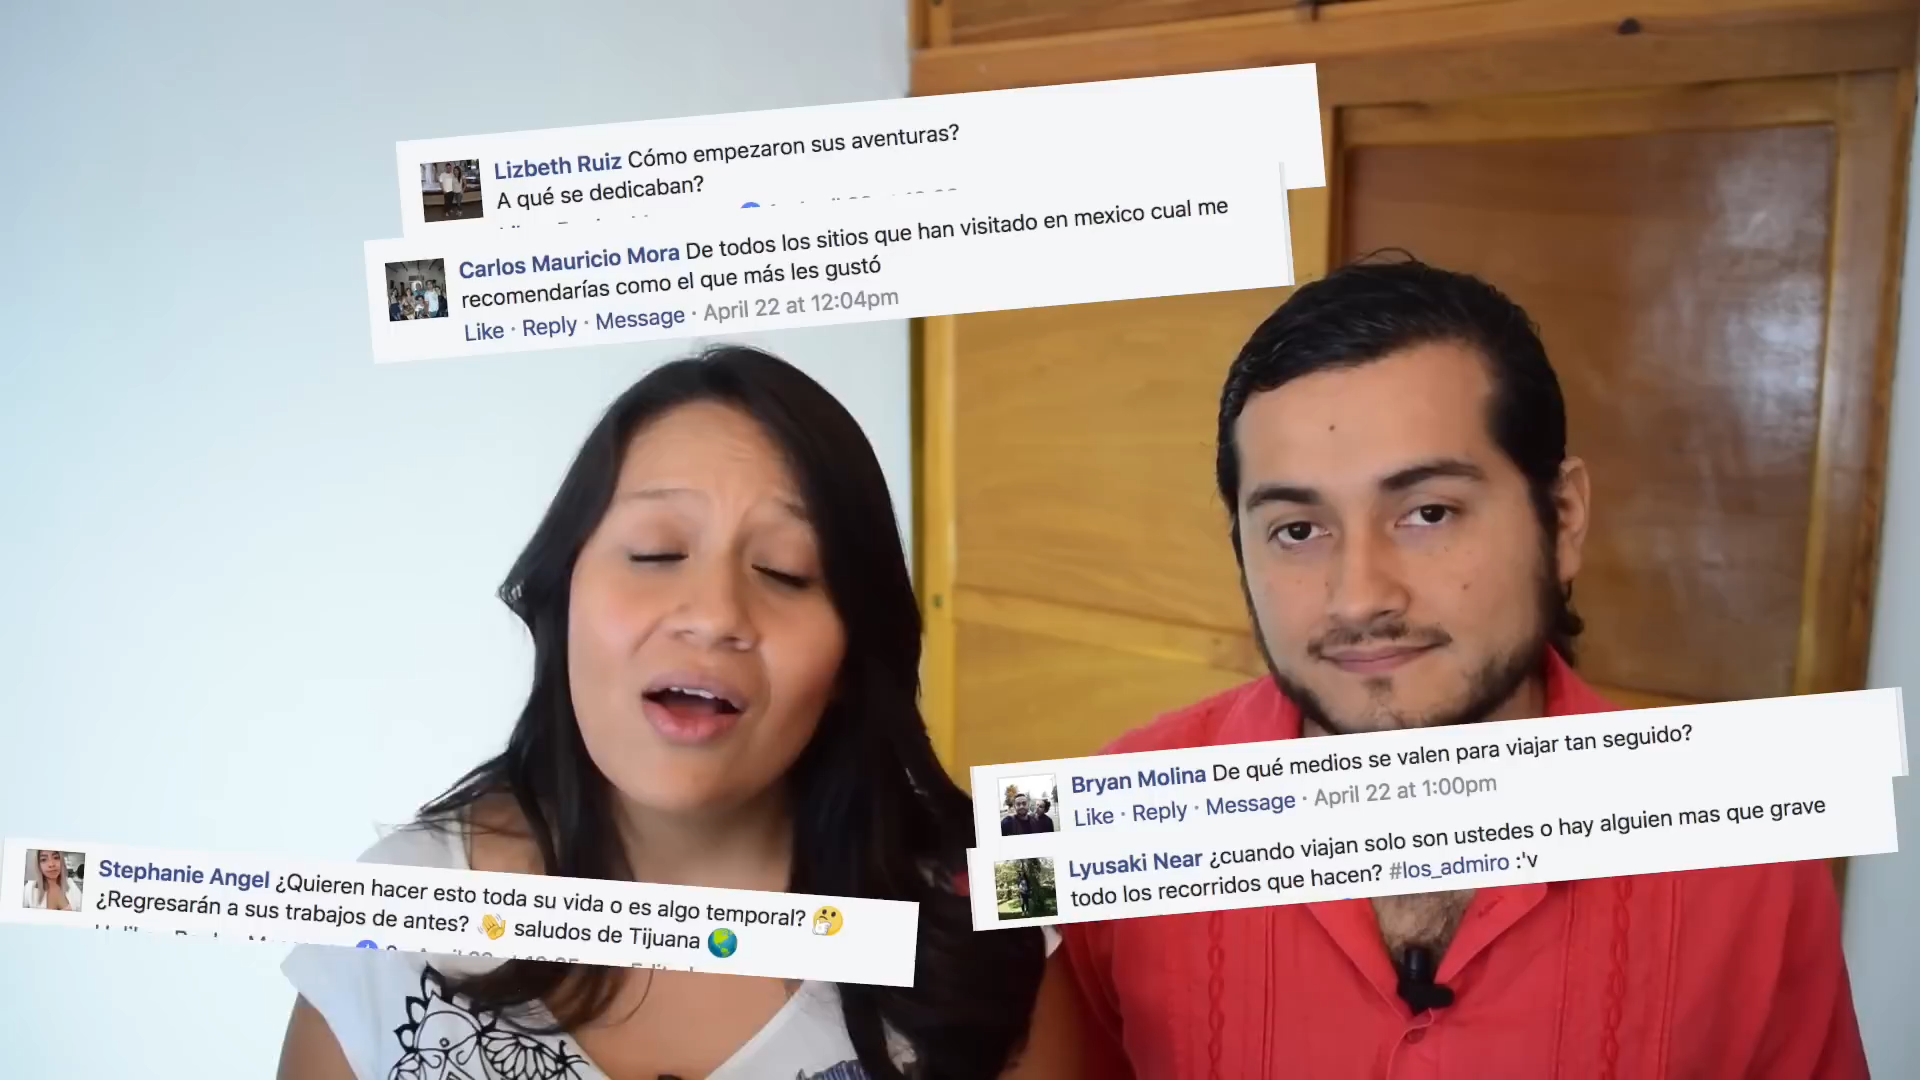 Lizbeth Ruiz Cómo empezaron sus aventuras?
A qué se dedicaban?
Carlos Mauricio Mora De todos los sitios que han visitado en mexico cual me
recomendarías como el que más les gustó
Like · Reply · Message · April 22 at 12:04pm
Bryan Molina De qué medios se valen para viajar tan seguido?
Like · Reply · Message · April 22 at 1:00pm
Lyusaki Near ¿cuando viajan solo son ustedes o hay alguien mas que grave
todo los recorridos que hacen? #los_admiro :'v
Stephanie Angel ¿Quieren hacer esto toda su vida o es algo temporal? 🤔
¿Regresarán a sus trabajos de antes? 👋 saludos de Tijuana 🌎